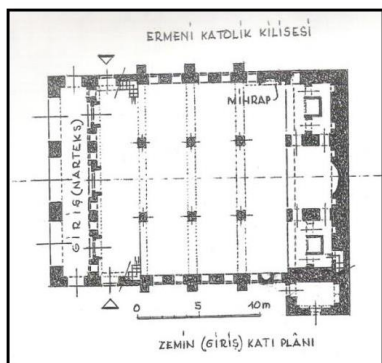 ERMENİ KATOLİK KİLİSESİ
MİHRAP
GİRİŞ (NARTEKS)
0 5 10m
ZEMİN (GİRİŞ) KATI PLÂNI